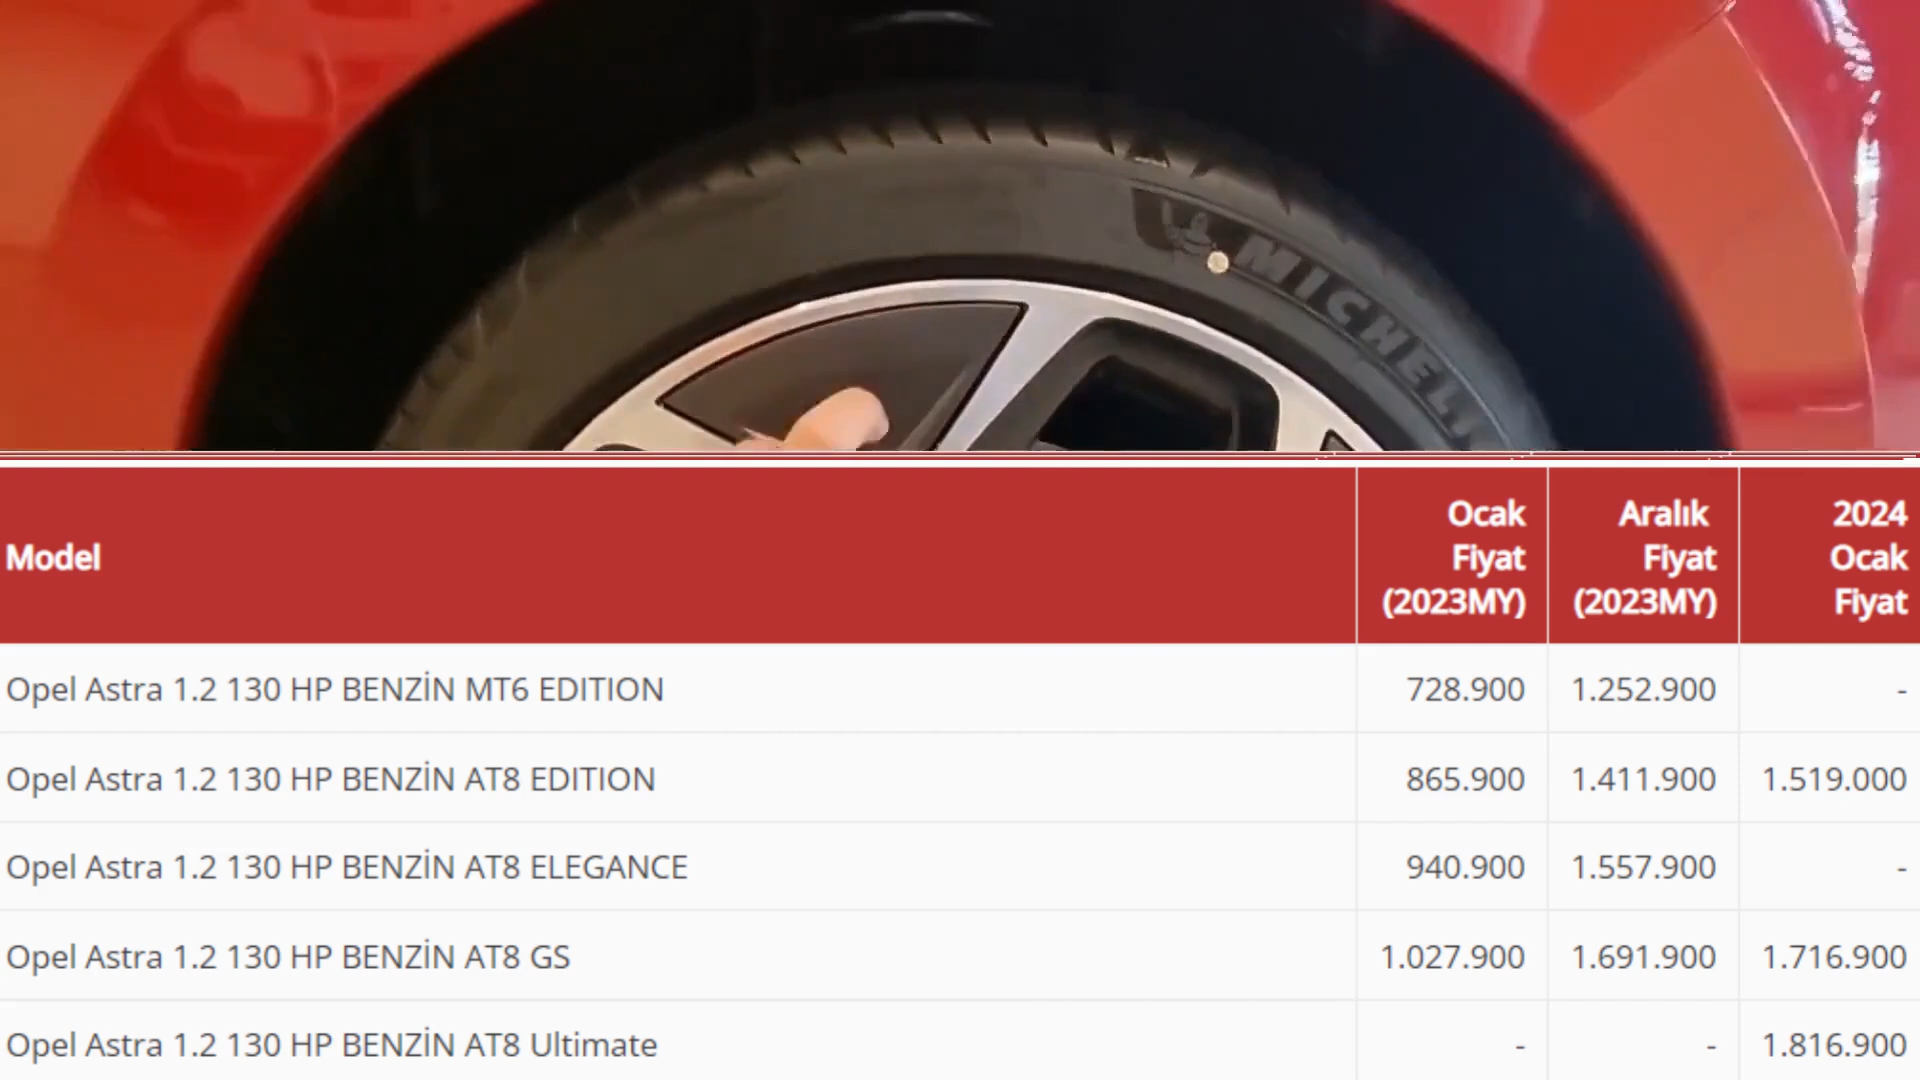 MICHELIN
Model
Ocak Fiyat (2023MY)
Aralık Fiyat (2023MY)
2024 Ocak Fiyat
Opel Astra 1.2 130 HP BENZİN MT6 EDITION 728.900 1.252.900 -
Opel Astra 1.2 130 HP BENZİN AT8 EDITION 865.900 1.411.900 1.519.000
Opel Astra 1.2 130 HP BENZİN AT8 ELEGANCE 940.900 1.557.900 -
Opel Astra 1.2 130 HP BENZİN AT8 GS 1.027.900 1.691.900 1.716.900
Opel Astra 1.2 130 HP BENZİN AT8 Ultimate - - 1.816.900